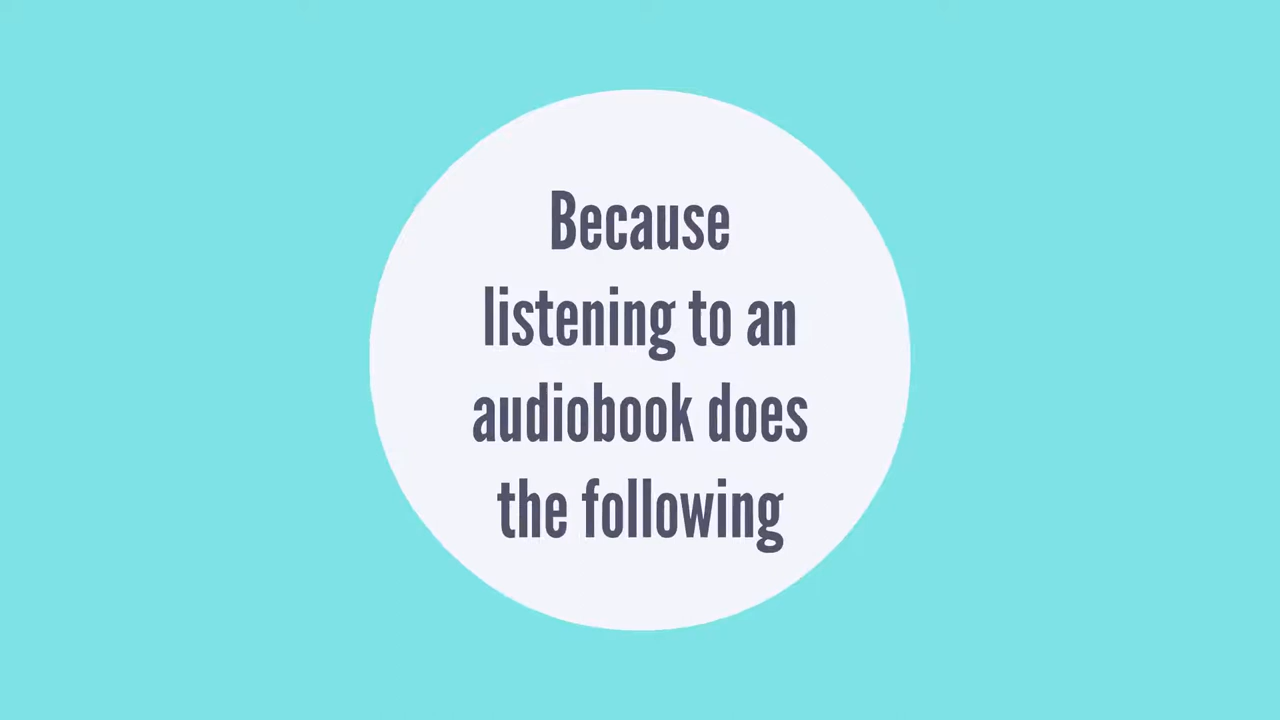 Because
listening to an
audiobook does
the following